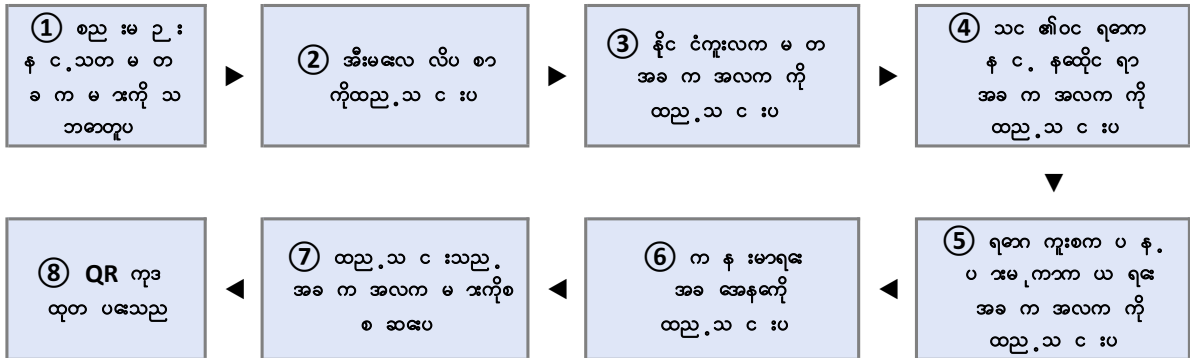 ① စည းမ ဉ း
န င ့သတ မ တ
ခ က မ ားကို သ
ဘောတူပ
② အီးမေးလ လိပ စာ
ကိုထည ့သ င းပ
③ နိုင ငံကူးလက မ တ
အခ က အလက ကို
ထည ့သ င းပ
④ သင ၏ဝင ရောက
န င ့ နေထိုင ရာ
အခ က အလက ကို
ထည ့သ င းပ
⑤ ရောဂ ကူးစက ပ န ့
ပ ားမ ုကာက ယ ရေး
အခ က အလက ကို
ထည ့သ င းပ
⑥ က န းမာရေး
အခ အေနကေို
ထည ့သ င းပ
⑦ ထည ့သ င းသည ့
အခ က အလက မ ားကိုစ
စ ဆေးပ
⑧ QR ကုဒ
ထုတ ပေးသည